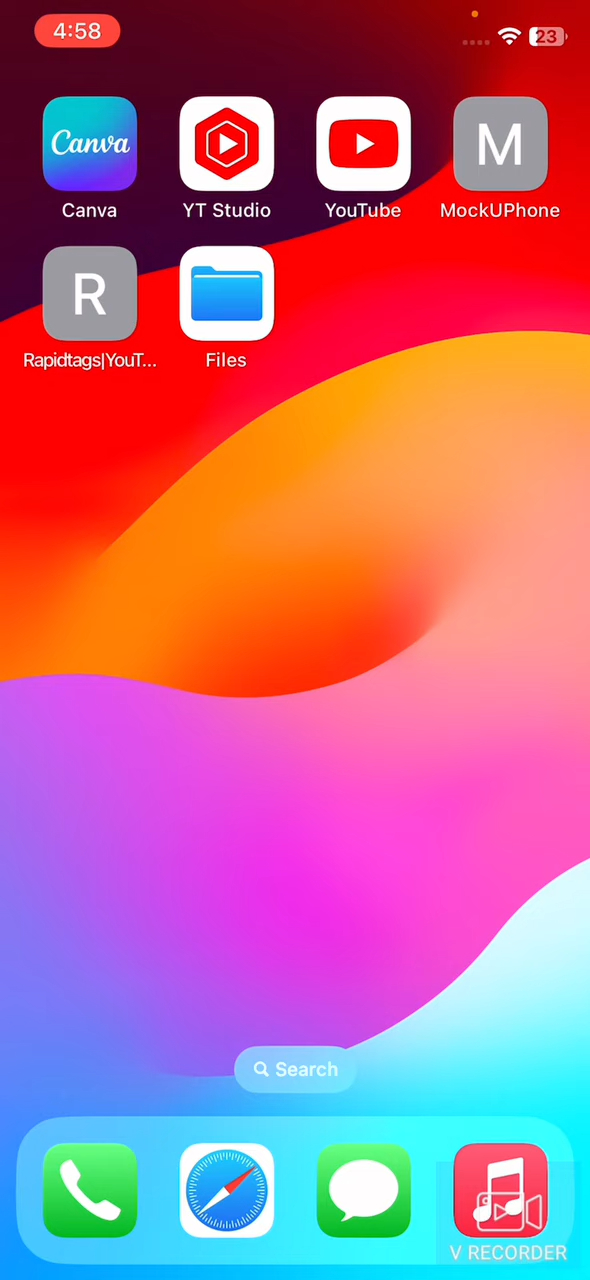 4:58
23
Canva
Canva
YT Studio
YouTube
M
MockUPhone
R
Rapidtags|YouT...
Files
Search
V RECORDER